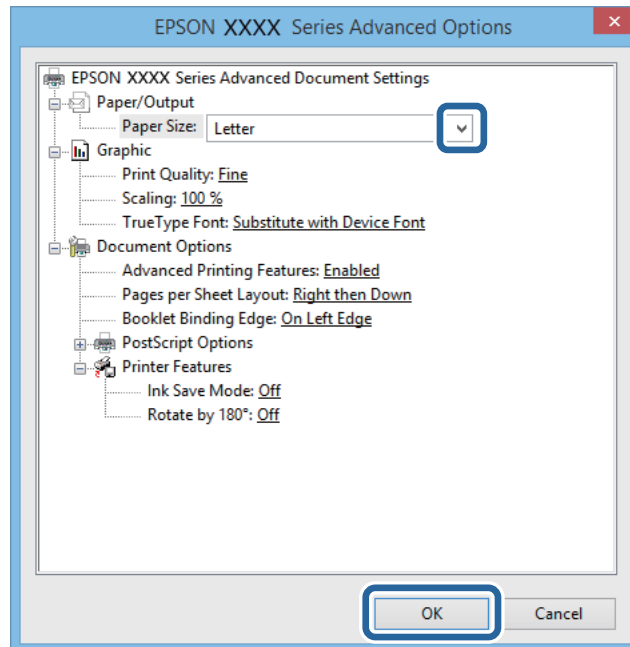 EPSON XXXX Series Advanced Options
EPSON XXXX Series Advanced Document Settings
Paper/Output
Paper Size: Letter
Graphic
Print Quality: Fine
Scaling: 100 %
TrueType Font: Substitute with Device Font
Document Options
Advanced Printing Features: Enabled
Pages per Sheet Layout: Right then Down
Booklet Binding Edge: On Left Edge
PostScript Options
Printer Features
Ink Save Mode: Off
Rotate by 180°: Off
OK Cancel